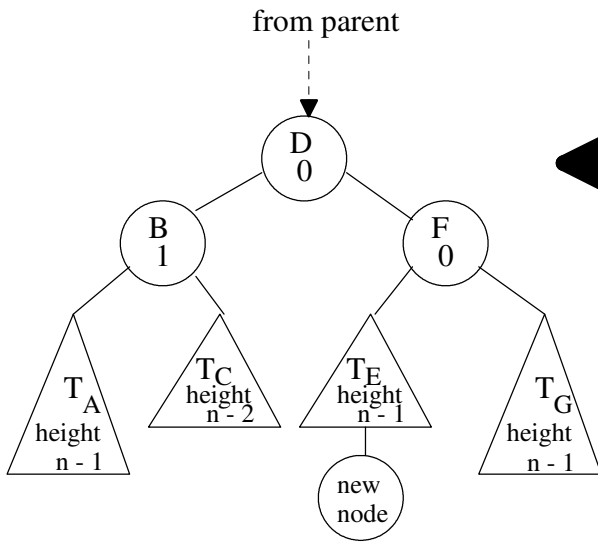 from parent
D
0
B
1
F
0
T A
height
n - 1
T C
height
n - 2
T E
height
n - 1
T G
height
n - 1
new
node